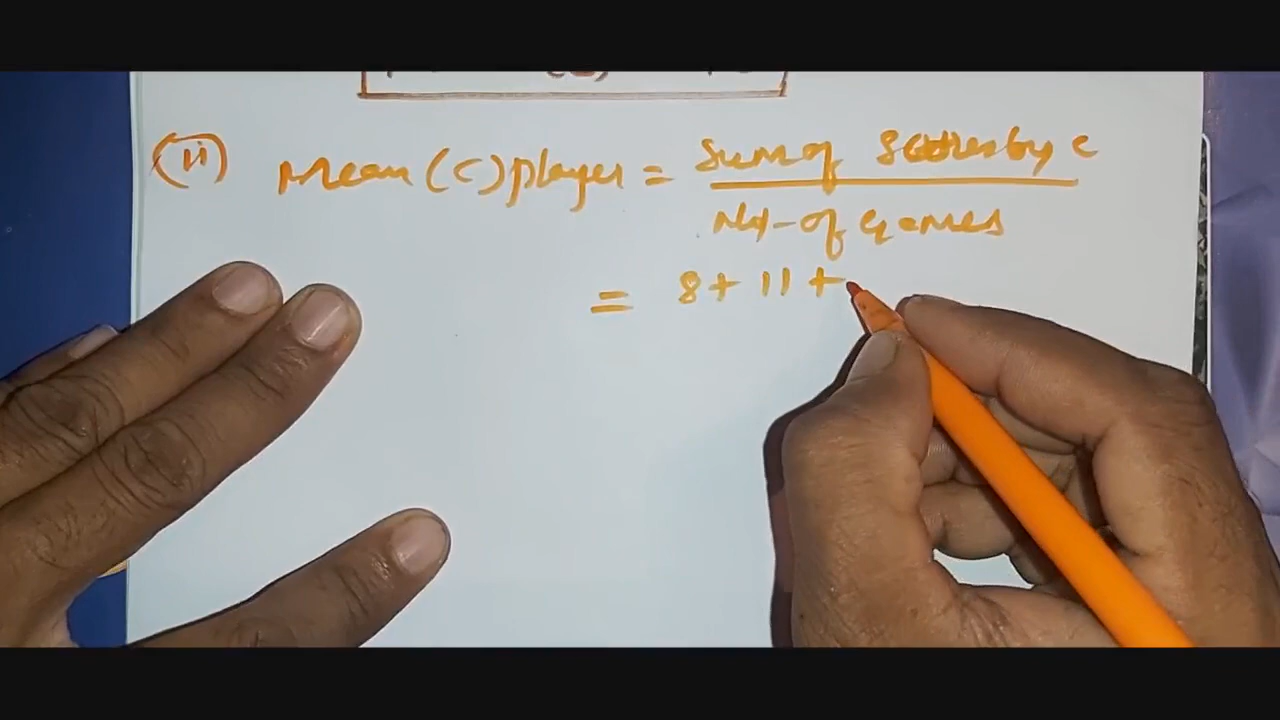 (ii) Mean (C) player = Sum of Scores by C
No. of Games
= 8 + 11 +